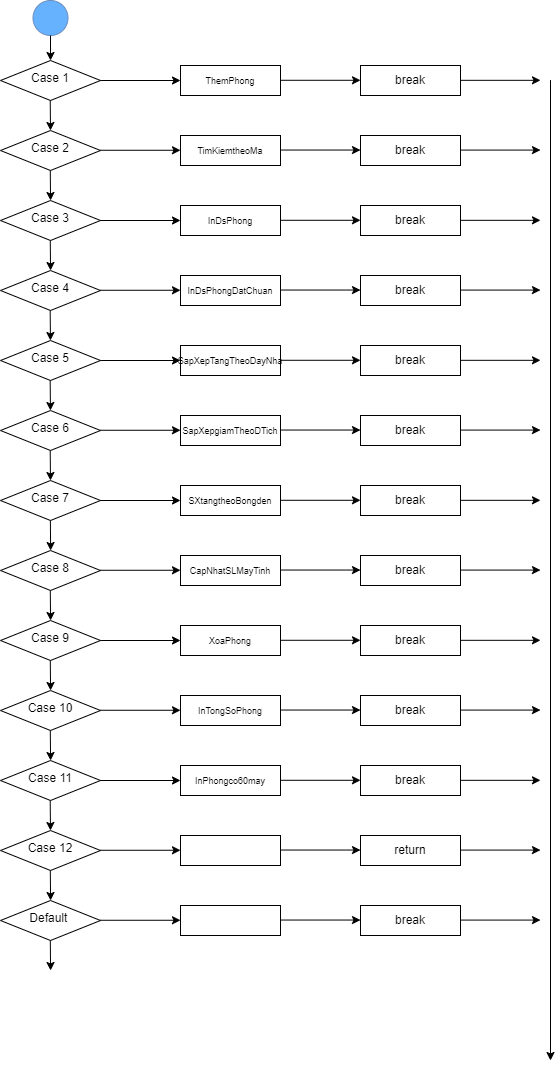 Case 1 ThemPhong break
Case 2 TimKiemtheoMa break
Case 3 InDsPhong break
Case 4 InDsPhongDatChuan break
Case 5 SapXepTangTheoDayNha break
Case 6 SapXepgiamTheoDTich break
Case 7 SXtangtheoBongden break
Case 8 CapNhatSLMayTinh break
Case 9 XoaPhong break
Case 10 InTongSoPhong break
Case 11 InPhongco60may break
Case 12 return
Default break